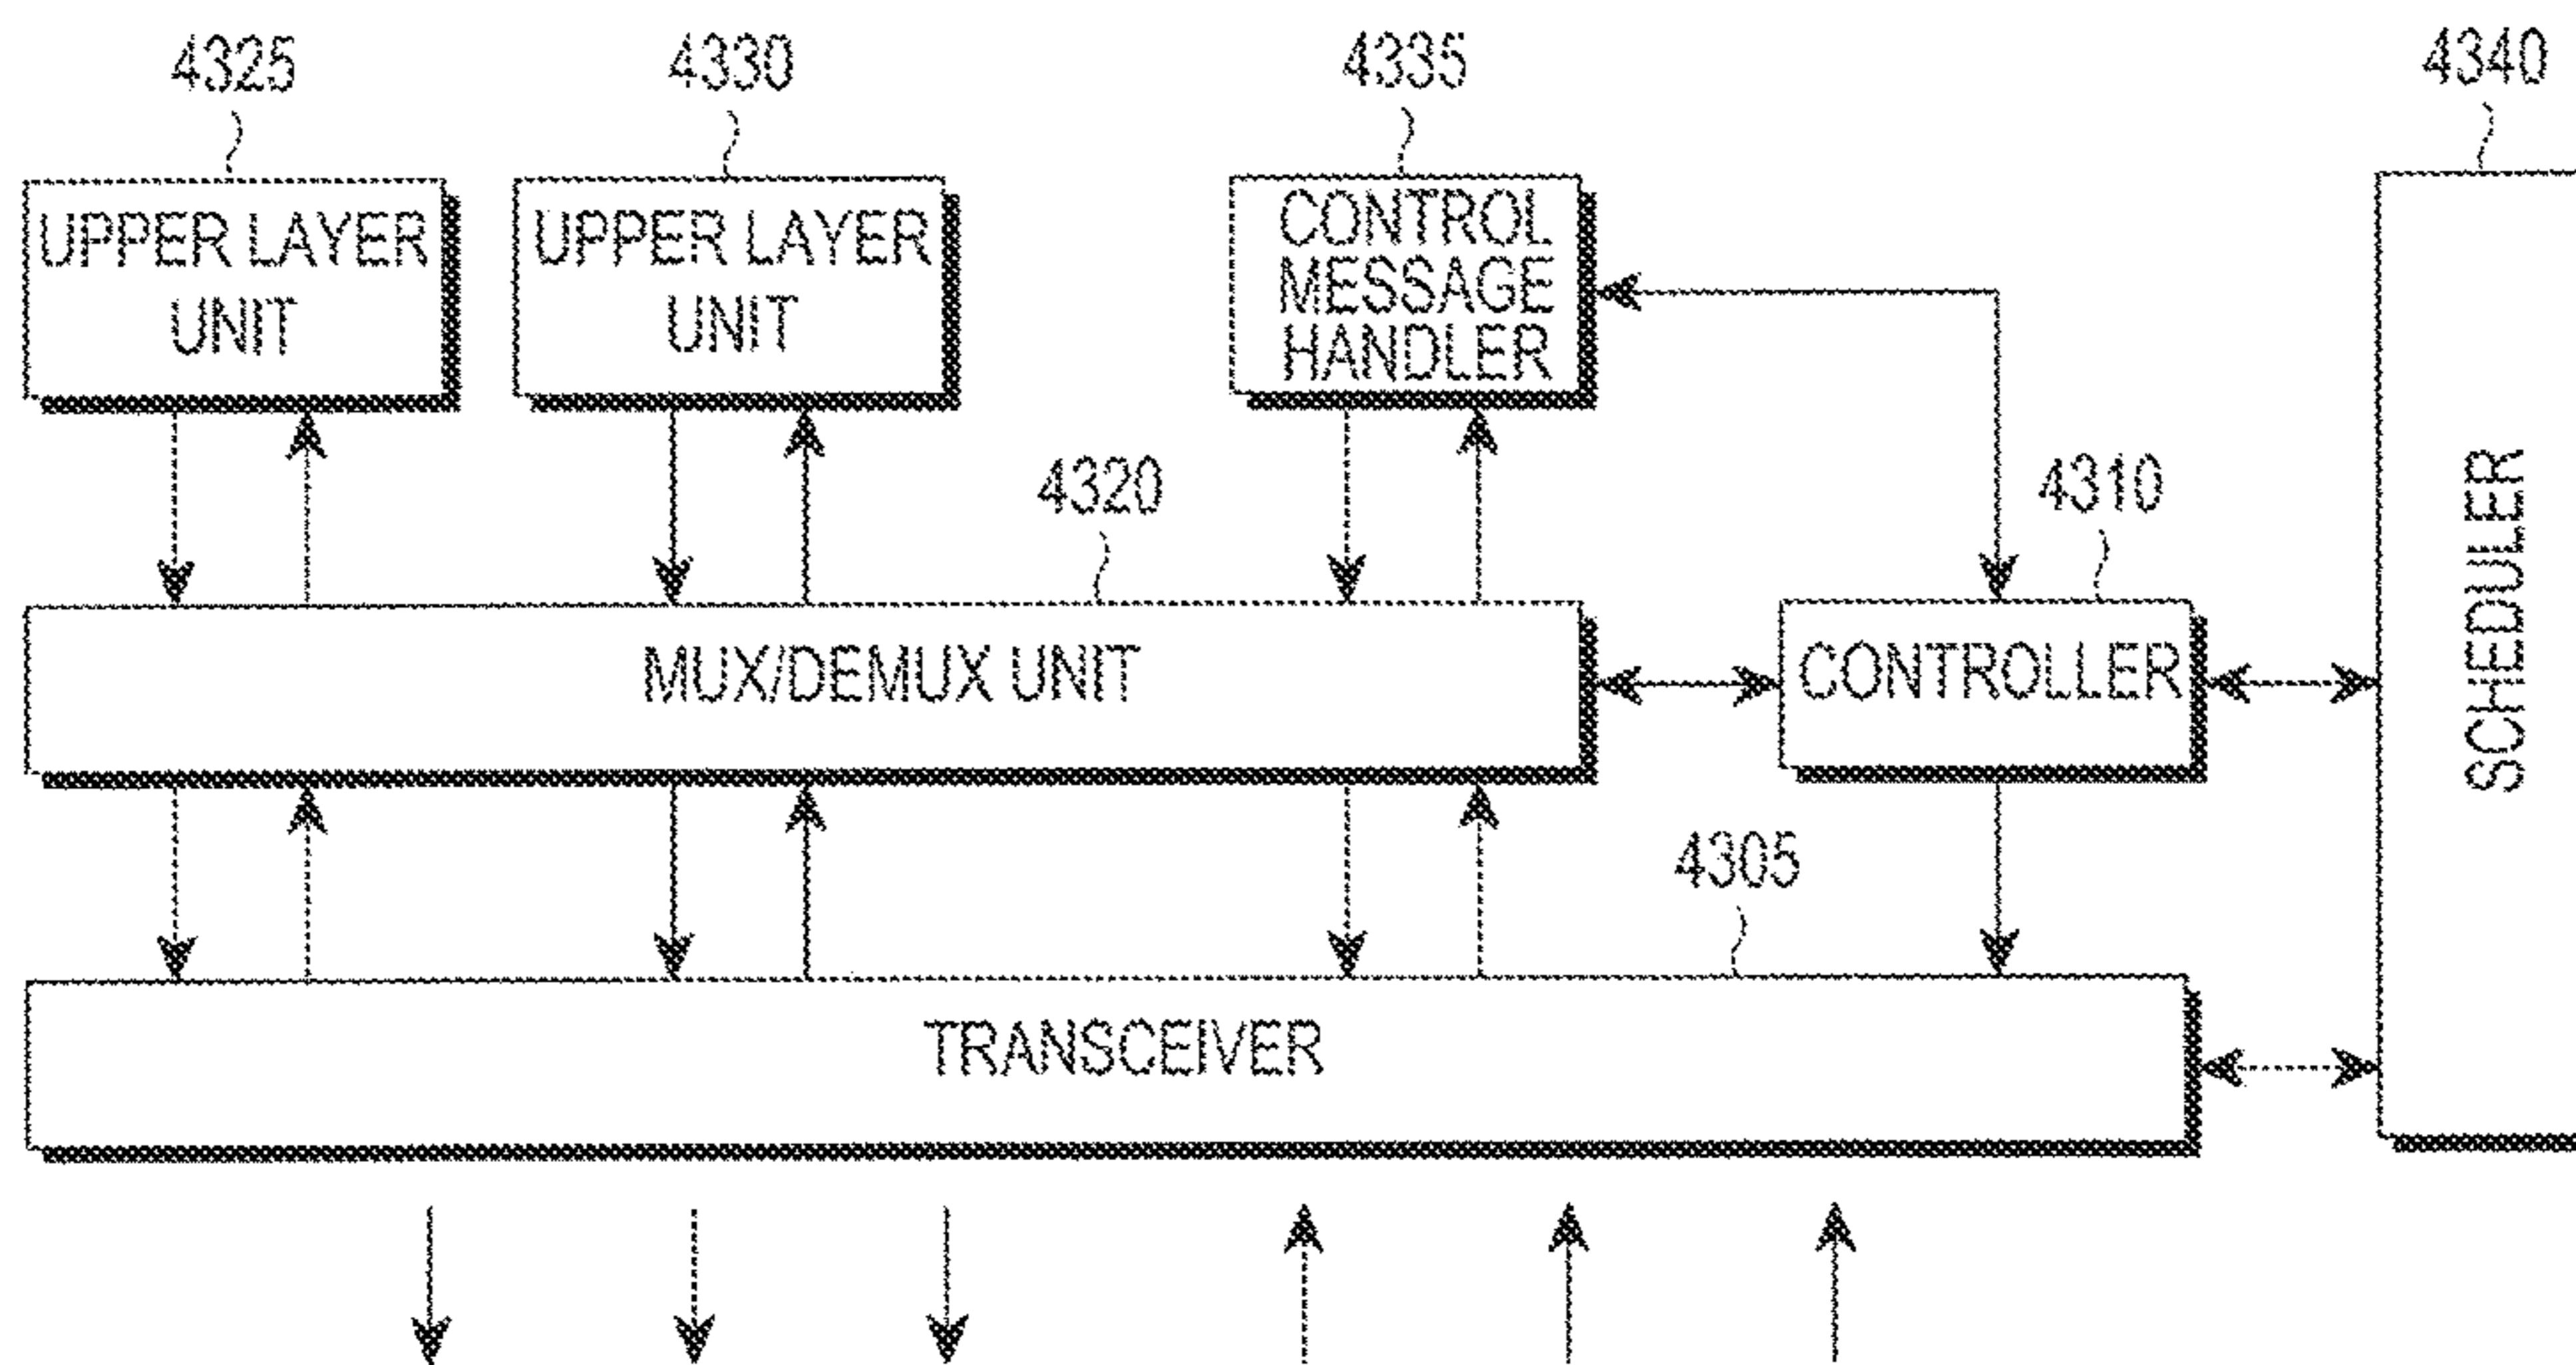 4325
4330
4335
4340
UPPER LAYER
UNIT
UPPER LAYER
UNIT
CONTROL
MESSAGE
HANDLER
4320
4310
MUX/DEMUX UNIT
CONTROLLER
SCHEDULER
4305
TRANSCEIVER